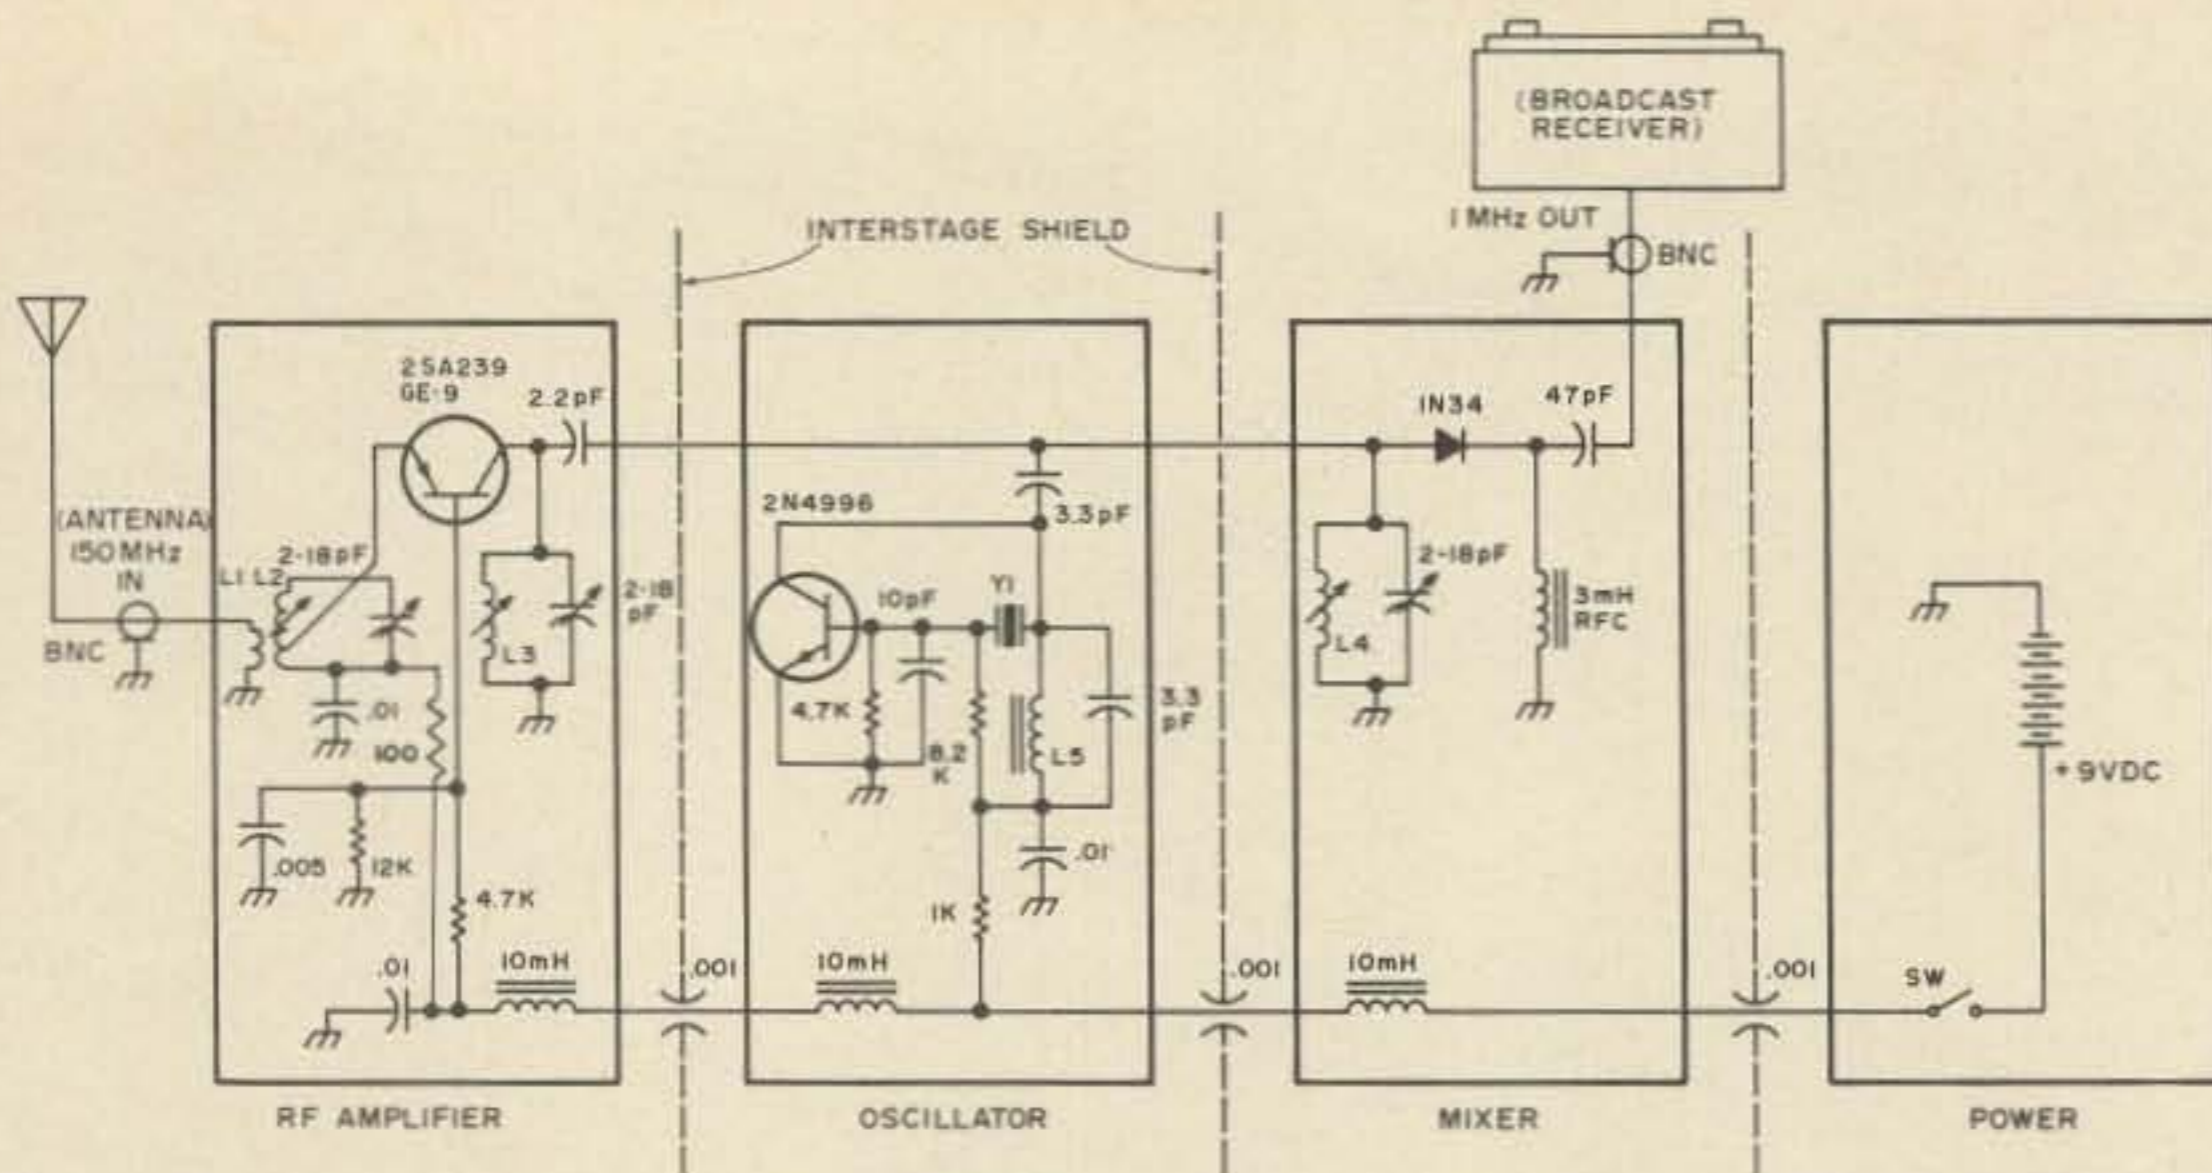 (BROADCAST
RECEIVER)
1 MHz OUT
BNC
INTERSTAGE SHIELD
2SA239
GE-9
2.2pF
(ANTENNA)
150MHz
IN
BNC
L1 L2
2-18pF
2-18
pF
L3
.01
100
.005
12K
4.7K
.01
10mH
RF AMPLIFIER
.001
2N4996
3.3pF
10pF
Y1
4.7K
8.2
K
L5
3.3
pF
.01
1K
10mH
OSCILLATOR
.001
1N34
47pF
2-18pF
L4
3mH
RFC
10mH
MIXER
.001
+9VDC
SW
POWER